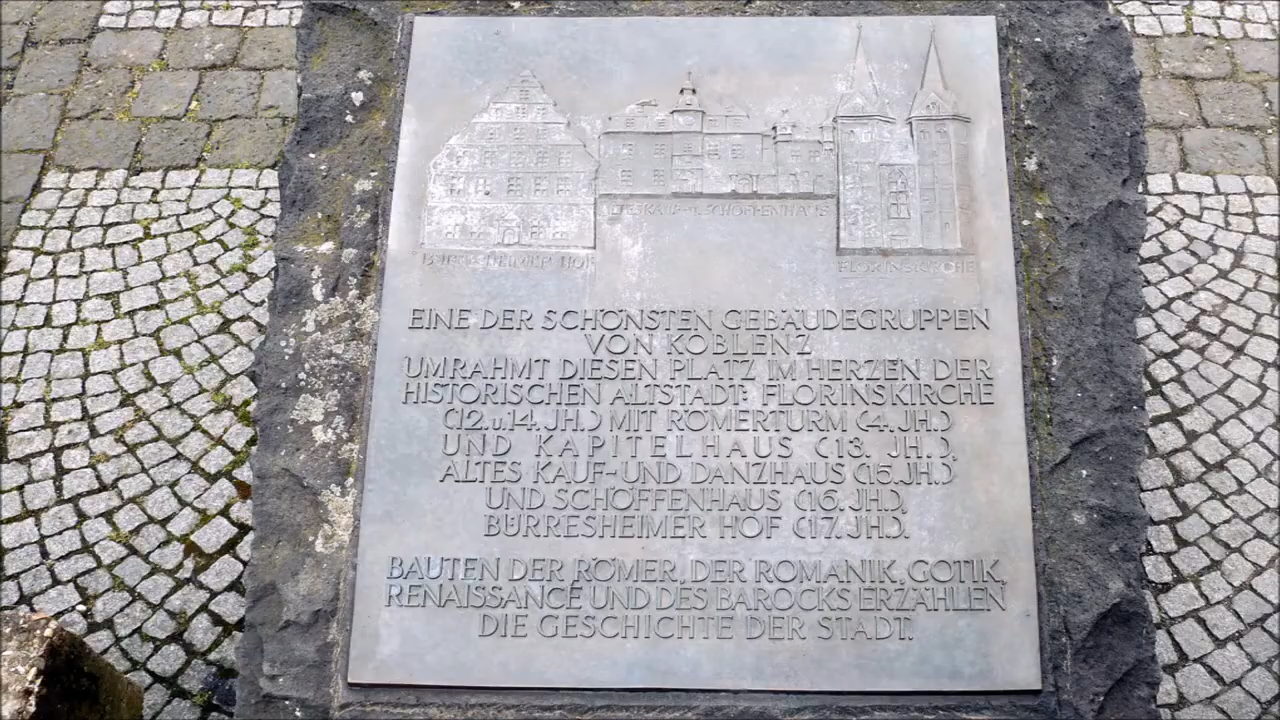 ALTES KAUF- U. SCHÖFFENHAUS
BÜRRESHEIMER HOF
FLORINSKIRCHE
EINE DER SCHÖNSTEN GEBÄUDEGRUPPEN
VON KOBLENZ
UMRAHMT DIESEN PLATZ IM HERZEN DER
HISTORISCHEN ALTSTADT: FLORINSKIRCHE
(12.u.14. JH.) MIT RÖMERTURM (4. JH.)
UND KAPITELHAUS (13. JH.),
ALTES KAUF-UND DANZHAUS (15. JH.),
UND SCHÖFFENHAUS (16. JH.),
BÜRRESHEIMER HOF (17. JH.).
BAUTEN DER RÖMER, DER ROMANIK, GOTIK,
RENAISSANCE UND DES BAROCKS ERZÄHLEN
DIE GESCHICHTE DER STADT.